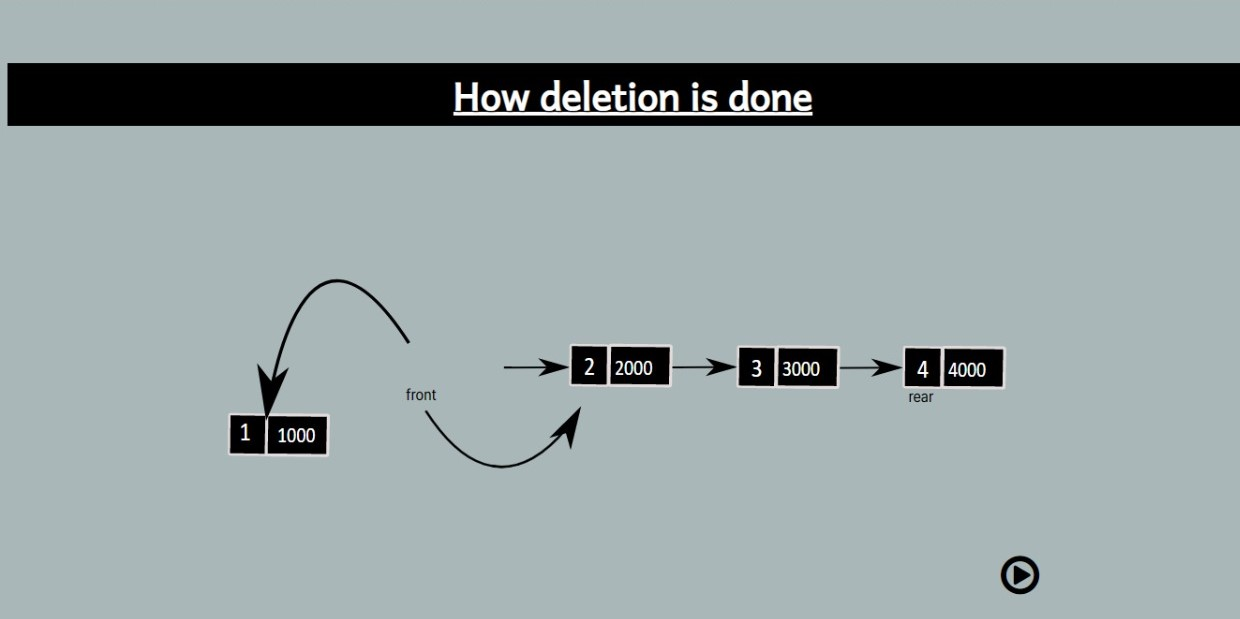 How deletion is done
2 2000 3 3000 4 4000
front rear
1 1000